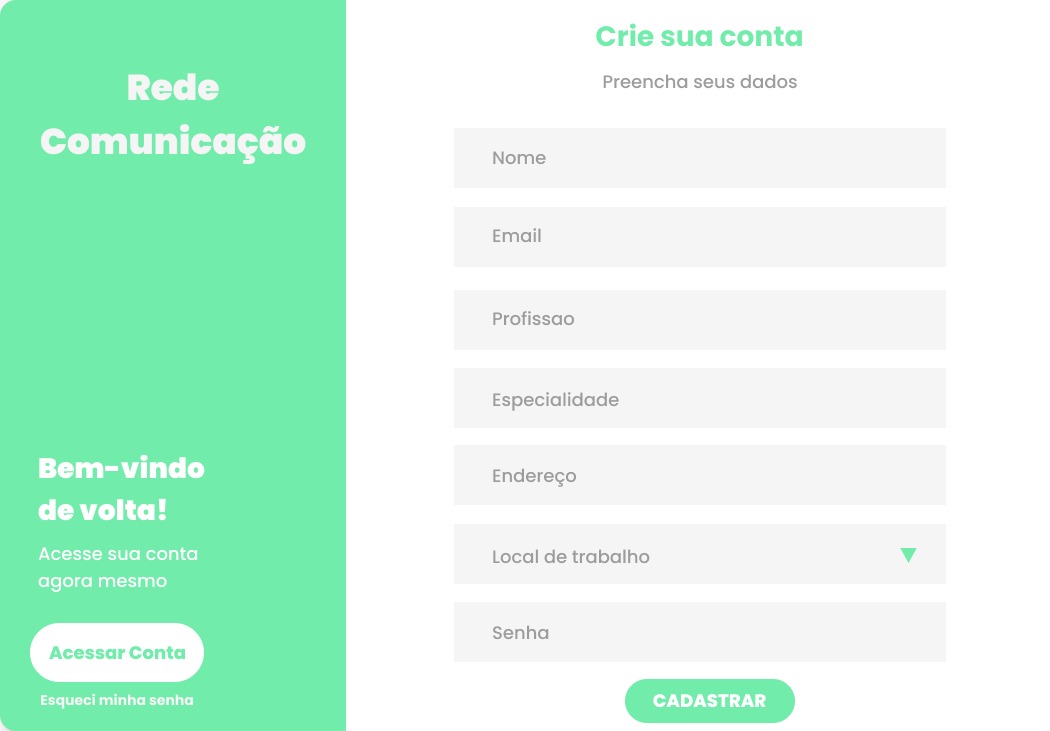 Rede
Comunicação
Bem-vindo
de volta!
Acesse sua conta
agora mesmo
Acessar Conta
Esqueci minha senha
Crie sua conta
Preencha seus dados
Nome
Email
Profissao
Especialidade
Endereço
Local de trabalho
Senha
CADASTRAR